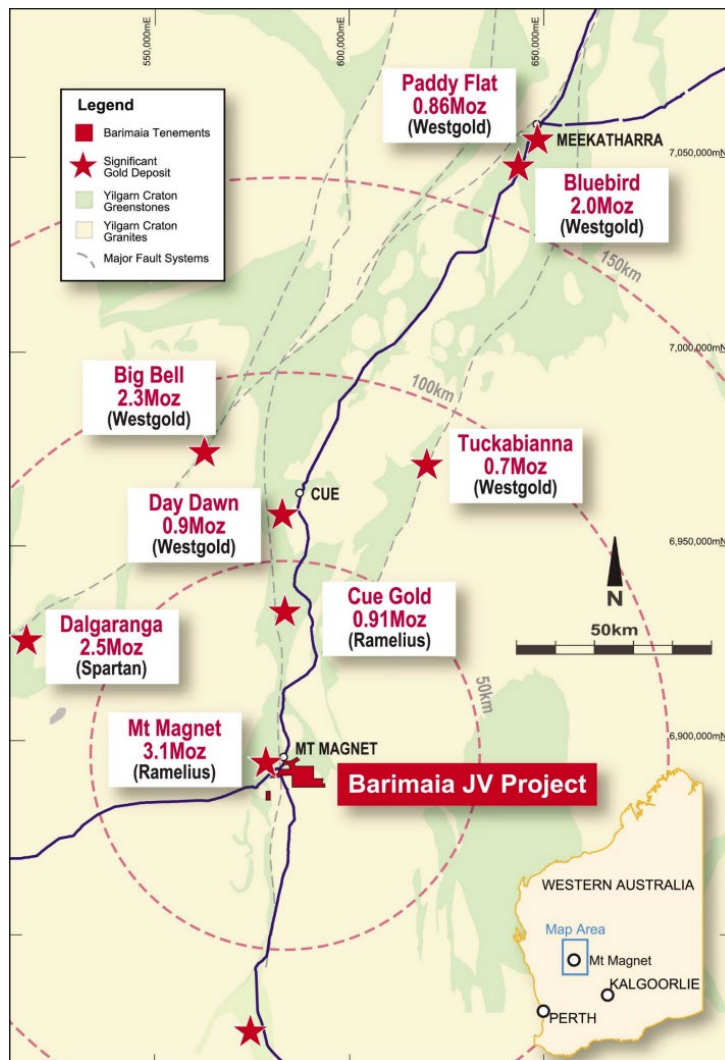 550,000mE
600,000mE
650,000mE
Legend
Barimaia Tenements
Significant
Gold Deposit
Yilgarn Craton
Greenstones
Yilgarn Craton
Granites
Major Fault Systems
Paddy Flat
0.86Moz
(Westgold)
MEEKATHARRA
7,050,000mN
Bluebird
2.0Moz
(Westgold)
150km
7,000,000mN
Big Bell
2.3Moz
(Westgold)
100km
Tuckabianna
0.7Moz
(Westgold)
CUE
Day Dawn
0.9Moz
(Westgold)
6,950,000mN
N
50km
Cue Gold
0.91Moz
(Ramelius)
Dalgaranga
2.5Moz
(Spartan)
50km
Mt Magnet
3.1Moz
(Ramelius)
MT MAGNET
6,900,000mN
Barimaia JV Project
WESTERN AUSTRALIA
Map Area
Mt Magnet
KALGOORLIE
PERTH